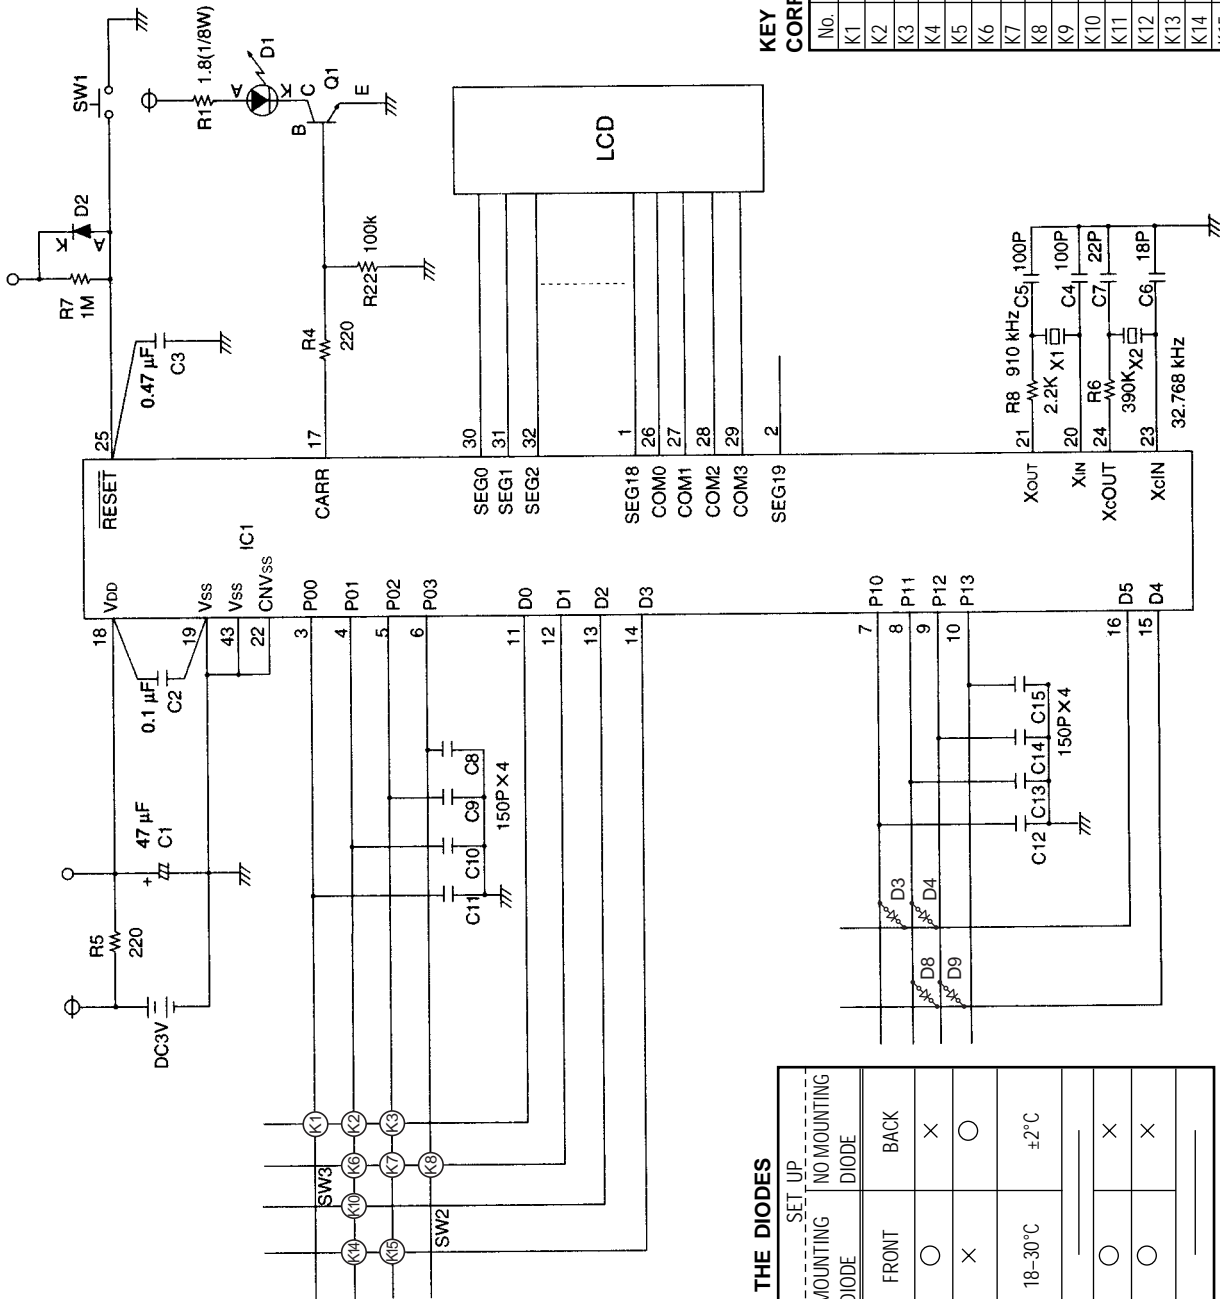 SW1
R1
1.8(1/8W)
A
D1
K
C
Q1
B
E
D2
K
A
R7
1M
0.47 µF
C3
R4
220
R22
100k
LCD
KEY
CORR
No.
K1
K2
K3
K4
K5
K6
K7
K8
K9
K10
K11
K12
K13
K14
25
17
30
31
32
1
26
27
28
29
2
21
20
24
23
R8
2.2K
910 kHz
X1
C5
100P
C4
100P
R6
390K
X2
C7
22P
C6
18P
32.768 kHz
RESET
CARR
SEG0
SEG1
SEG2
SEG18
COM0
COM1
COM2
COM3
SEG19
XOUT
XIN
XcOUT
XcIN
IC1
VDD
VSS
VSS
CNVSS
P00
P01
P02
P03
D0
D1
D2
D3
P10
P11
P12
P13
D5
D4
18
19
43
22
3
4
5
6
11
12
13
14
7
8
9
10
16
15
0.1 µF
C2
47 µF
+
C1
R5
220
DC3V
C8
C9
C10
C11
150P×4
C15
C14
C13
C12
150P×4
D3
D4
D8
D9
K1
K2
K3
K6
K7
K8
K10
K14
K15
SW3
SW2
THE DIODES
SET UP
MOUNTING DIODE
NO MOUNTING DIODE
FRONT
BACK
○
×
×
○
18-30°C
±2°C
○
×
○
×